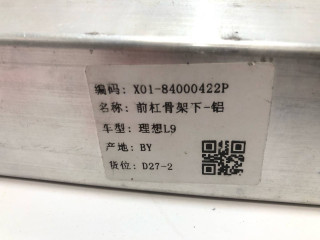 编码: X01-84000422P
名称: 前杠骨架下-铝
车型: 理想L9
产地: BY
货位: D27-2